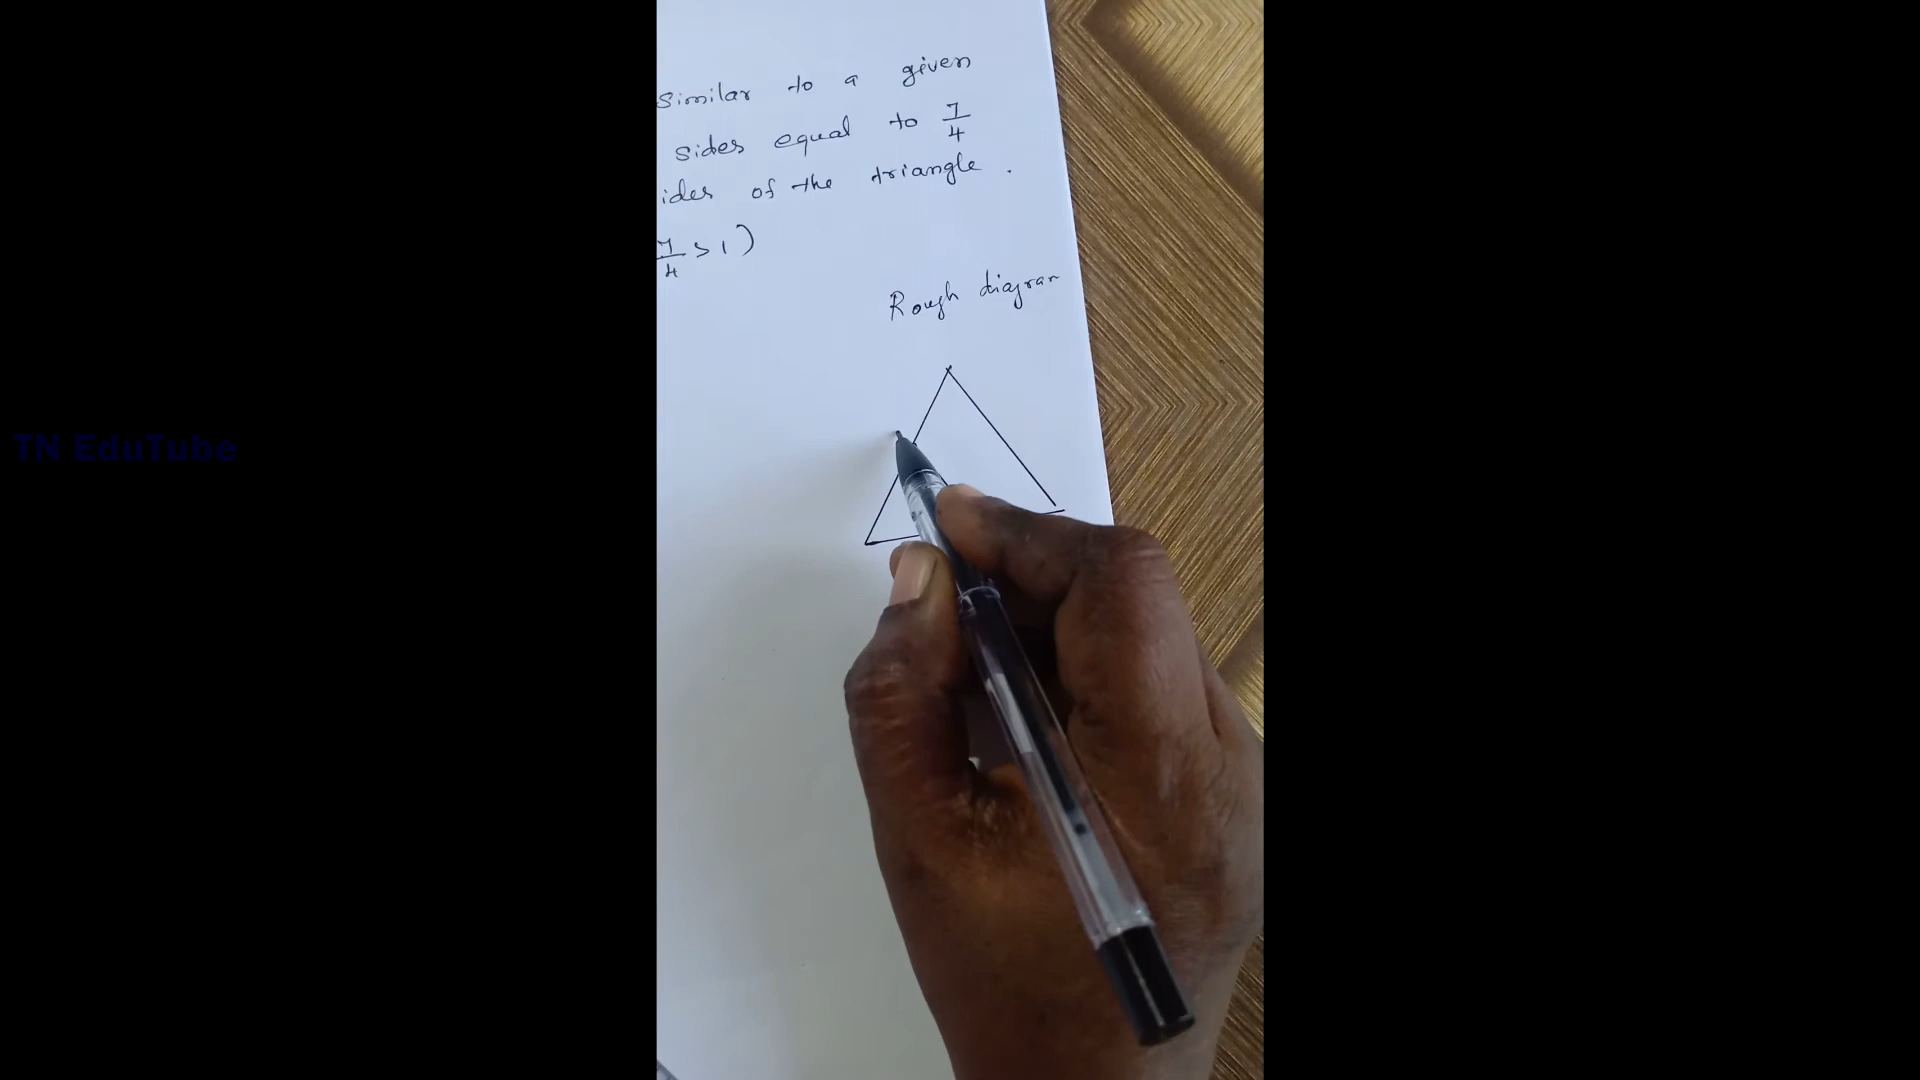 similar to a given
sides equal to 7/4
ides of the triangle.
7/4 > 1)
Rough diagram
TN EduTube